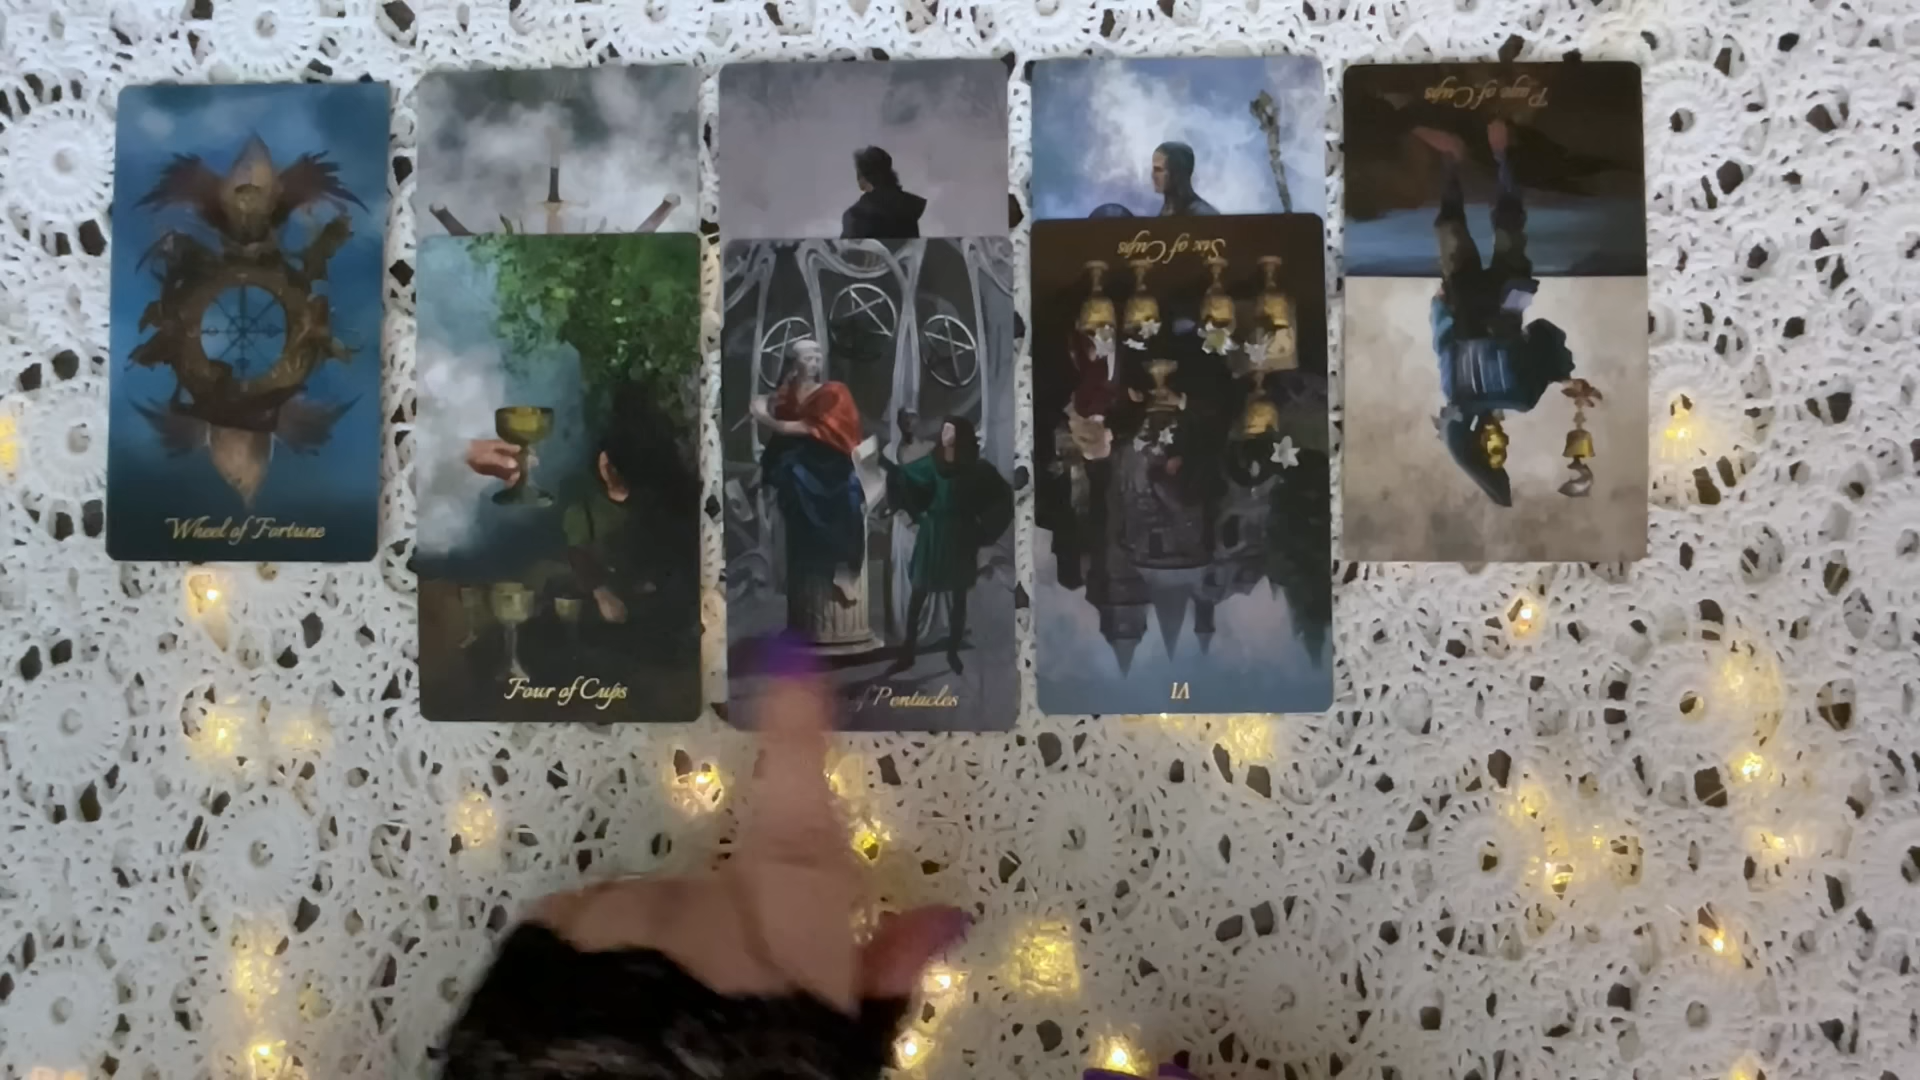 Wheel of Fortune
Four of Cups
of Pentacles
Six of Cups
VI
Page of Cups